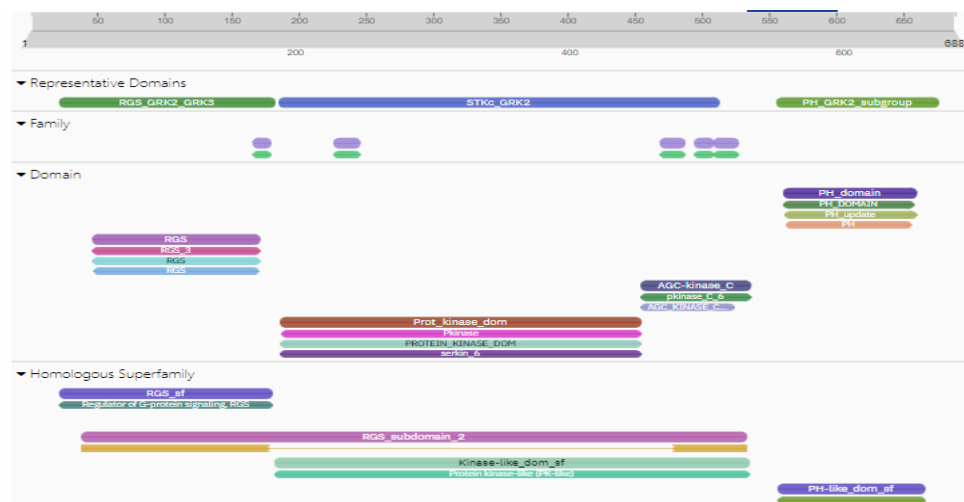 50 100 150 200 250 300 350 400 450 500 550 600 650
1 688
200 400 600
Representative Domains
RGS_GRK2_GRK3 STKc_GRK2 PH_GRK2_subgroup
Family
Domain
PH_domain
PH_DOMAIN
PH_update
PH
RGS
RGS_3
RGS
RGS
AGC-kinase_C
pkinase_C_6
AGC_KINASE_C...
Prot_kinase_dom
Pkinase
PROTEIN_KINASE_DOM
serkin_6
Homologous Superfamily
RGS_sf
Regulator of G-protein signaling, RGS
RGS_subdomain_2
Kinase-like_dom_sf
Protein kinase-like (PK-like)
PH-like_dom_sf